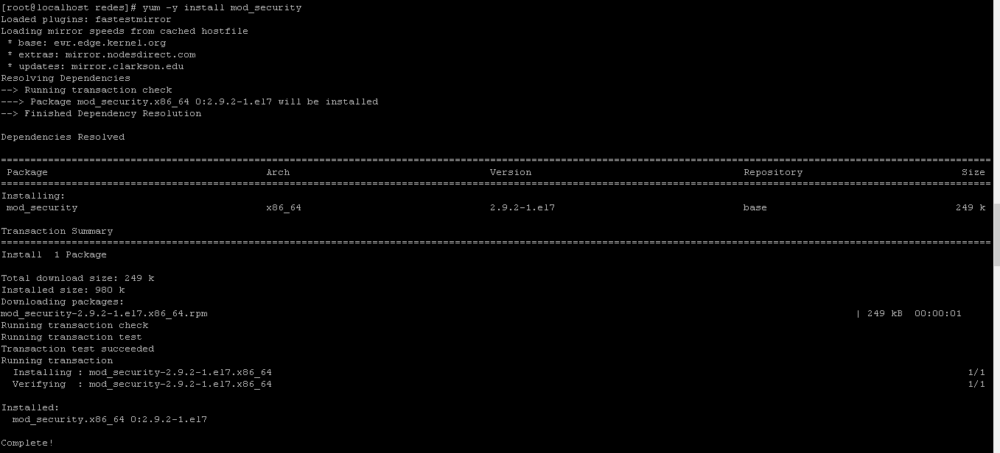 [root@localhost redes]# yum -y install mod_security
Loaded plugins: fastestmirror
Loading mirror speeds from cached hostfile
 * base: ewr.edge.kernel.org
 * extras: mirror.nodesdirect.com
 * updates: mirror.clarkson.edu
Resolving Dependencies
--> Running transaction check
---> Package mod_security.x86_64 0:2.9.2-1.el7 will be installed
--> Finished Dependency Resolution
Dependencies Resolved
================================================================================
 Package Arch Version Repository Size
================================================================================
Installing:
 mod_security x86_64 2.9.2-1.el7 base 249 k
Transaction Summary
================================================================================
Install  1 Package
Total download size: 249 k
Installed size: 980 k
Downloading packages:
mod_security-2.9.2-1.el7.x86_64.rpm | 249 kB  00:00:01
Running transaction check
Running transaction test
Transaction test succeeded
Running transaction
  Installing : mod_security-2.9.2-1.el7.x86_64 1/1
  Verifying  : mod_security-2.9.2-1.el7.x86_64 1/1
Installed:
  mod_security.x86_64 0:2.9.2-1.el7
Complete!